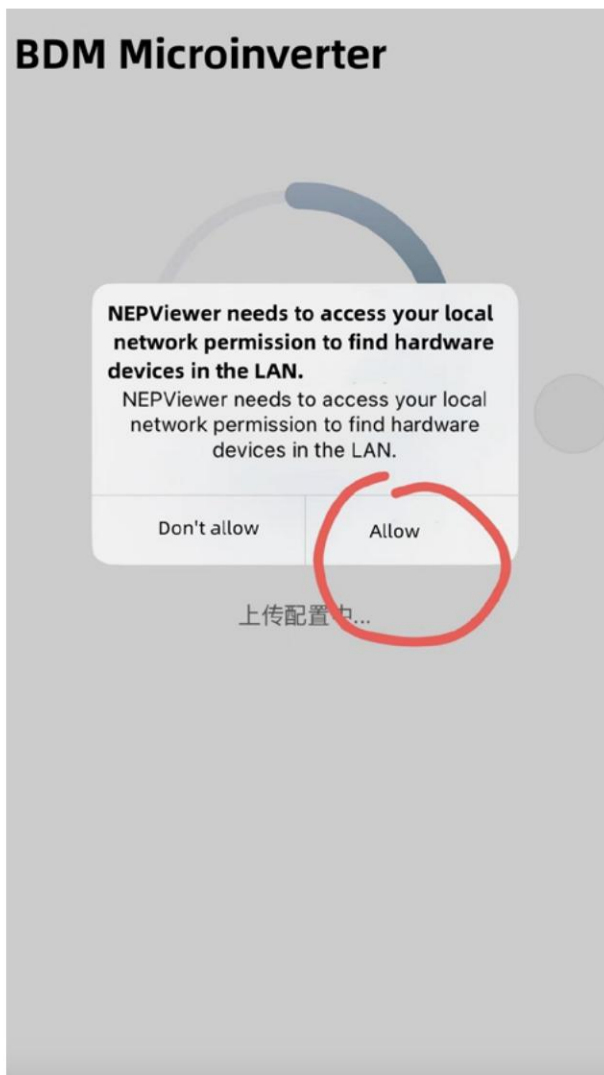 BDM Microinverter
NEPViewer needs to access your local
network permission to find hardware
devices in the LAN.
NEPViewer needs to access your local
network permission to find hardware
devices in the LAN.
Don't allow
Allow
上传配置中...